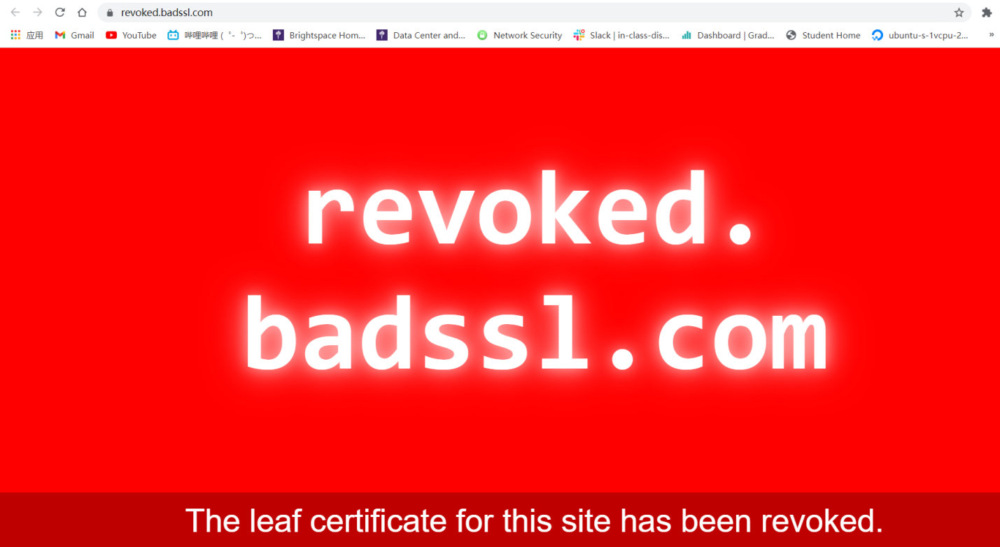 revoked.badssl.com
应用 Gmail YouTube 哔哩哔哩 ( ゜- ゜)つ... Brightspace Hom... Data Center and... Network Security Slack | in-class-dis... Dashboard | Grad... Student Home ubuntu-s-1vcpu-2... »
revoked.
badssl.com
The leaf certificate for this site has been revoked.